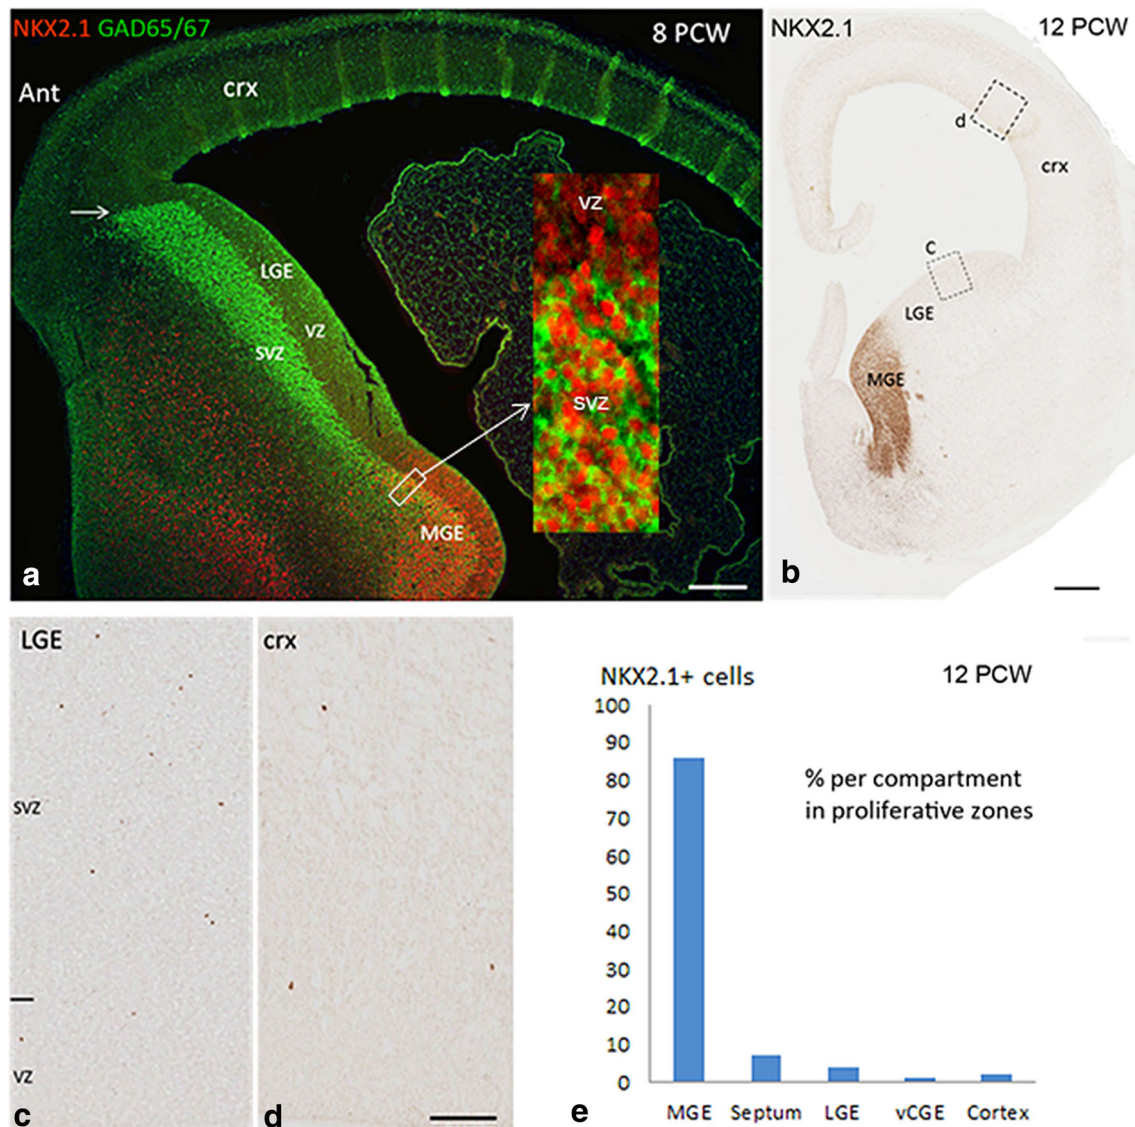 NKX2.1 GAD65/67
8 PCW
Ant
crx
LGE
VZ
SVZ
MGE
VZ
SVZ
a
NKX2.1
12 PCW
d
crx
C
LGE
MGE
b
LGE
SVZ
VZ
c
crx
d
NKX2.1+ cells
12 PCW
% per compartment
in proliferative zones
100
90
80
70
60
50
40
30
20
10
0
MGE Septum LGE vCGE Cortex
e